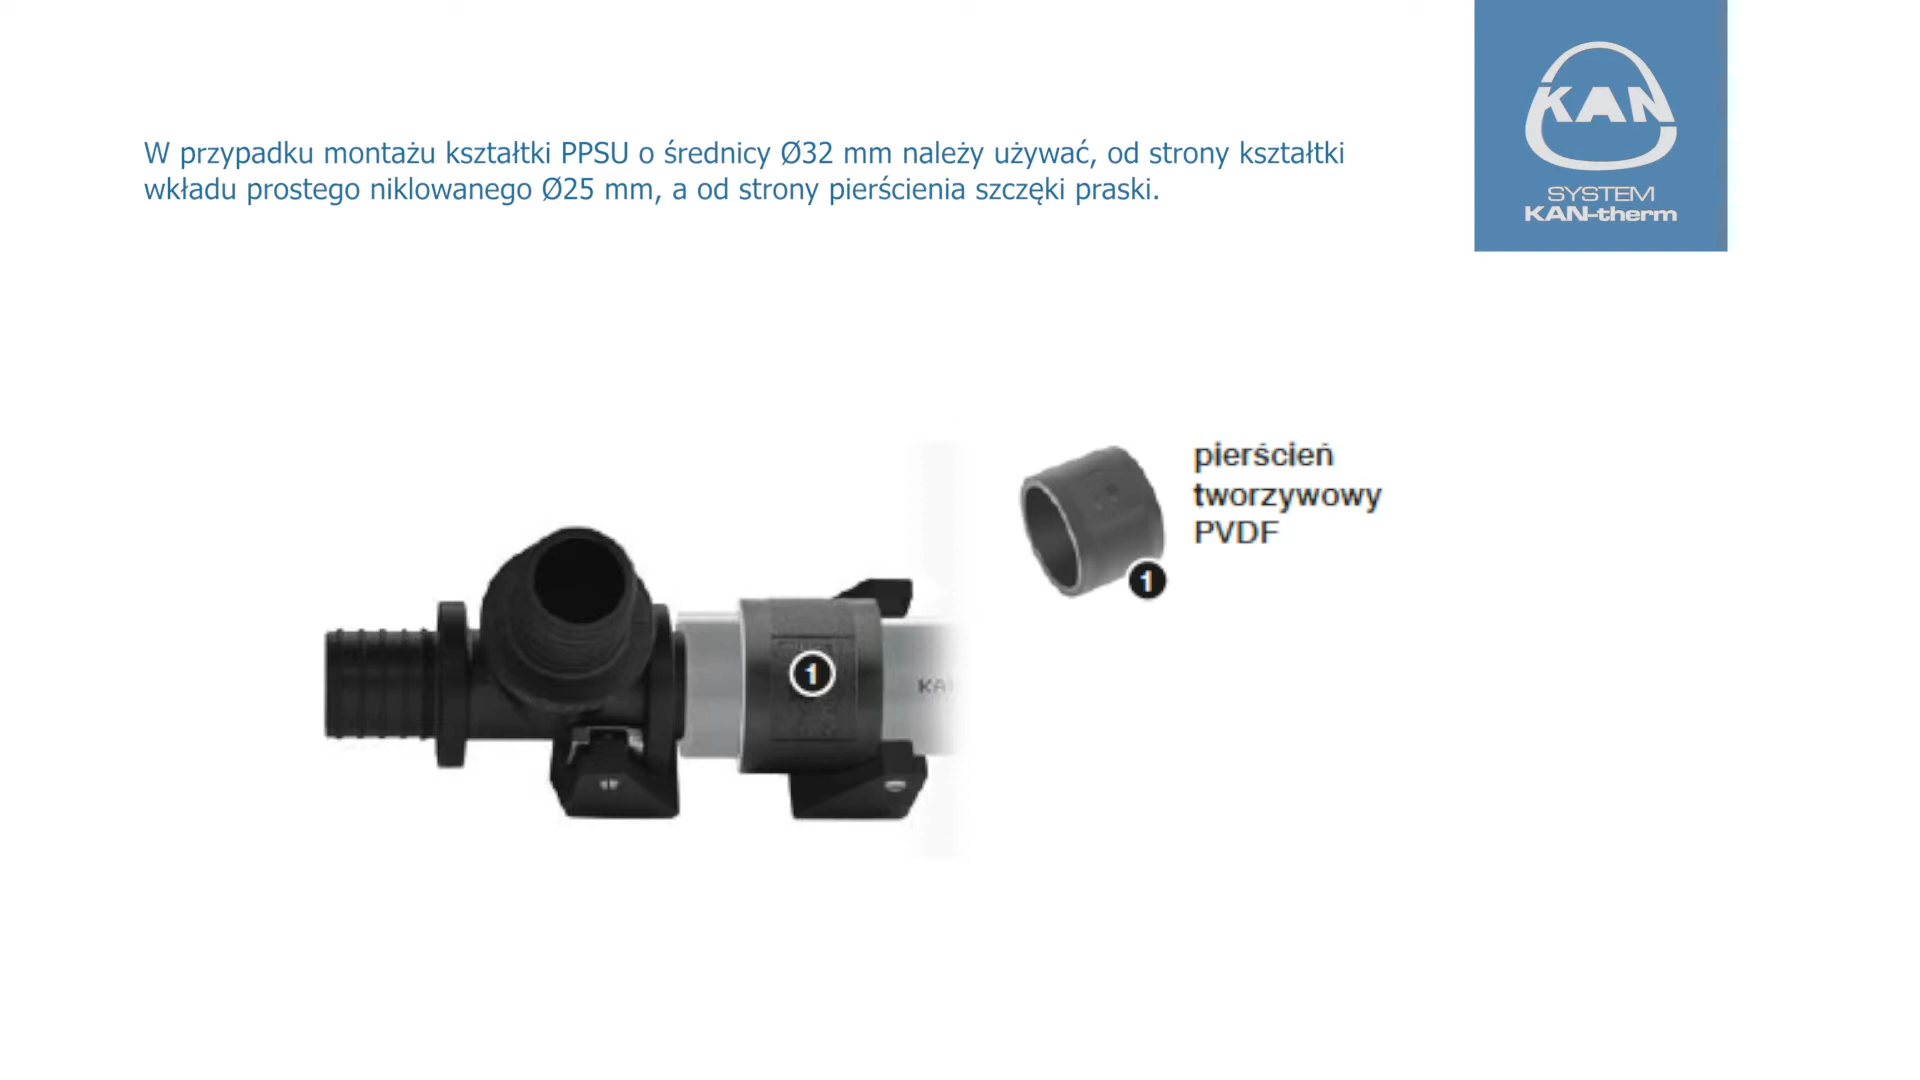 W przypadku montażu kształtki PPSU o średnicy Ø32 mm należy używać, od strony kształtki
wkładu prostego niklowanego Ø25 mm, a od strony pierścienia szczęki praski.
KAN
SYSTEM
KAN-therm
pierścień
tworzywowy
PVDF
1
1
KA